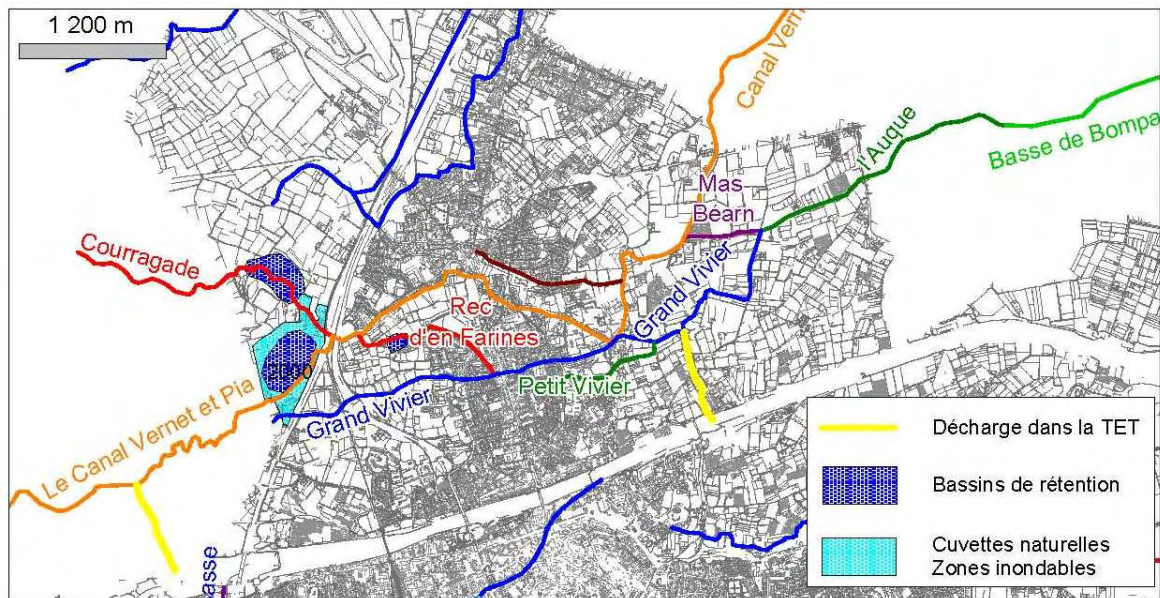 1 200 m
Canal Vern
l'Auque
Basse de Bompa
Mas
Béarn
Courragade
Grand Vivier
Rec
d'en Farines
Petit Vivier
Grand Vivier
Le Canal Vernet et Pia
asse
Décharge dans la TET
Bassins de rétention
Cuvettes naturelles
Zones inondables